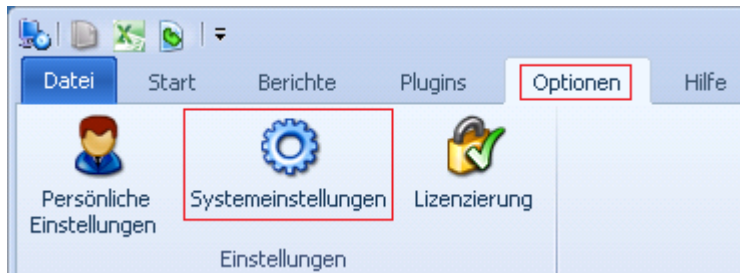 Datei Start Berichte Plugins Optionen Hilfe
Persönliche Einstellungen Systemeinstellungen Lizenzierung
Einstellungen